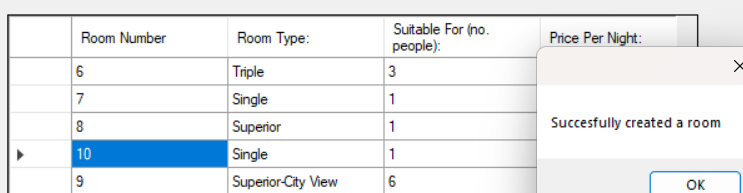 Room Number Room Type: Suitable For (no. people): Price Per Night:
6 Triple 3
7 Single 1
8 Superior 1
10 Single 1
9 Superior-City View 6
Succesfully created a room
OK